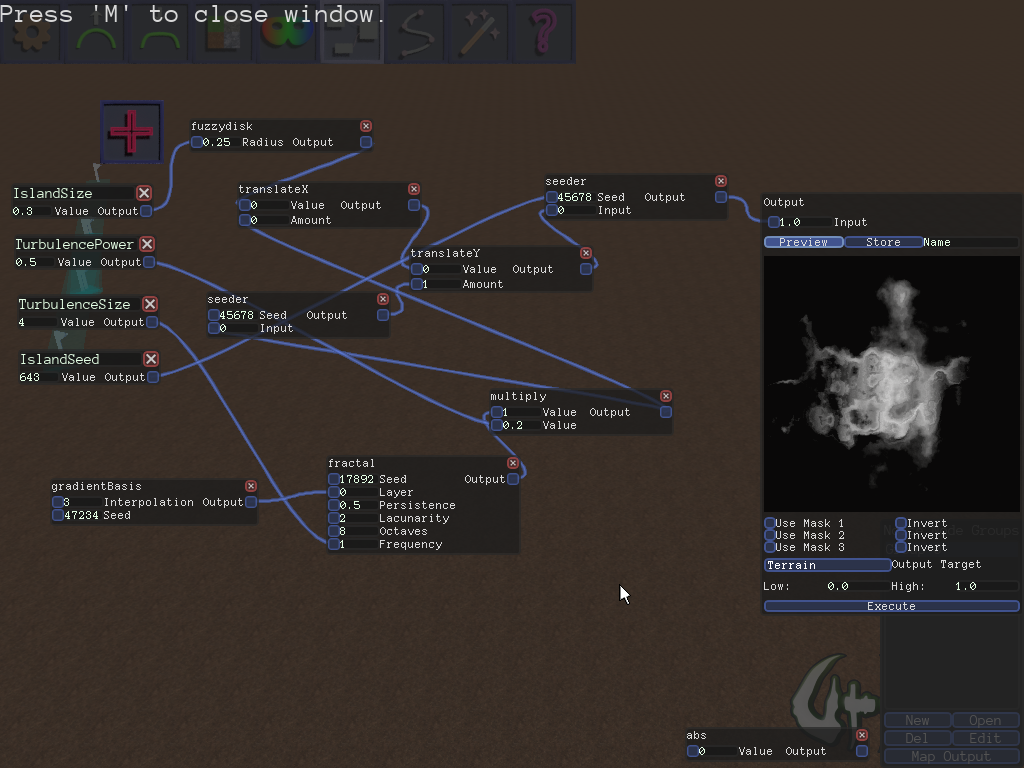 Press 'M' to close window.
fuzzydisk
0.25 Radius Output
IslandSize
0.3 Value Output
translateX
0 Value Output
0 Amount
seeder
45678 Seed Output
0 Input
Output
1.0 Input
Preview Store Name
TurbulencePower
0.5 Value Output
translateY
0 Value Output
1 Amount
TurbulenceSize
4 Value Output
seeder
45678 Seed Output
0 Input
IslandSeed
643 Value Output
multiply
1 Value Output
0.2 Value
fractal
17892 Seed Output
0 Layer
0.5 Persistence
2 Lacunarity
8 Octaves
1 Frequency
gradientBasis
3 Interpolation Output
47234 Seed
Use Mask 1 Invert
Use Mask 2 Invert
Use Mask 3 Invert
Groups
Terrain Output Target
Low: 0.0 High: 1.0
Execute
New Open
Del Edit
Map Output
abs
0 Value Output